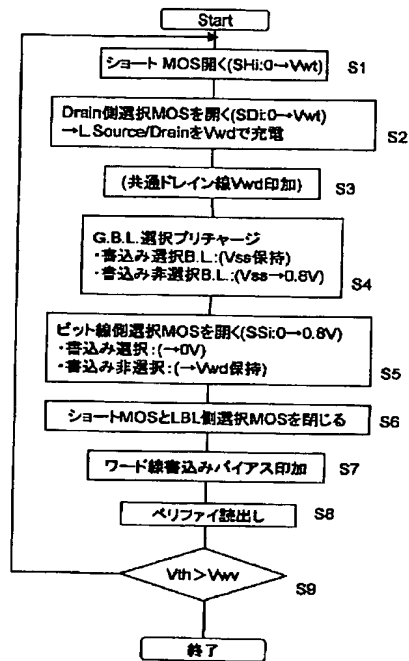 Start
ショート MOS開く(SHi:0→Vwt)
S1
Drain側選択MOSを開く(SDi:0→Vwt)
→L.Source/DrainをVwdで充電
S2
(共通ドレイン線Vwd印加)
S3
G.B.L.選択プリチャージ
・書込み選択B.L.:(Vss保持)
・書込み非選択B.L.:(Vss→0.8V)
S4
ビット線側選択MOSを開く(SSi:0→0.8V)
・書込み選択:(→0V)
・書込み非選択:(→Vwd保持)
S5
ショートMOSとLBL側選択MOSを閉じる
S6
ワード線書込みバイアス印加
S7
ベリファイ読出し
S8
Vth>Vwv
S9
終了